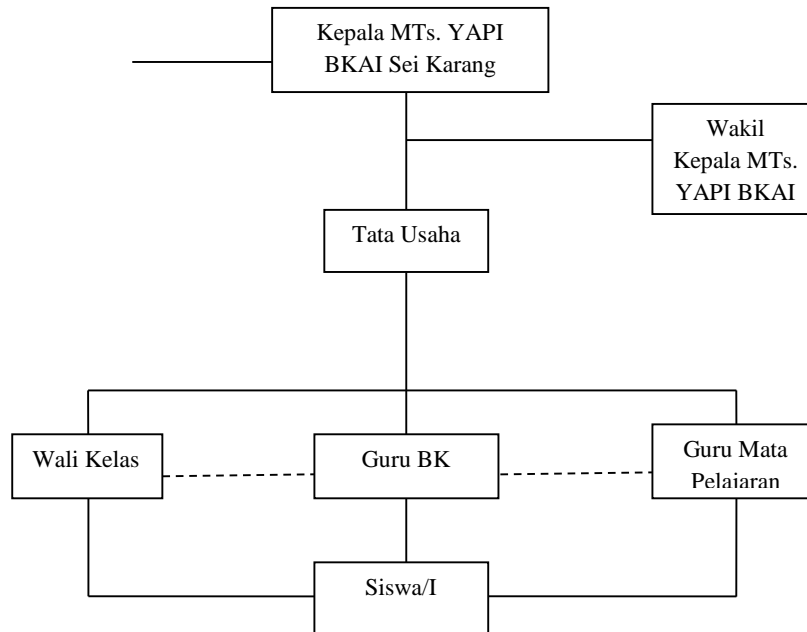 Kepala MTs. YAPI
BKAI Sei Karang
Wakil
Kepala MTs.
YAPI BKAI
Tata Usaha
Wali Kelas
Guru BK
Guru Mata
Pelajaran
Siswa/I